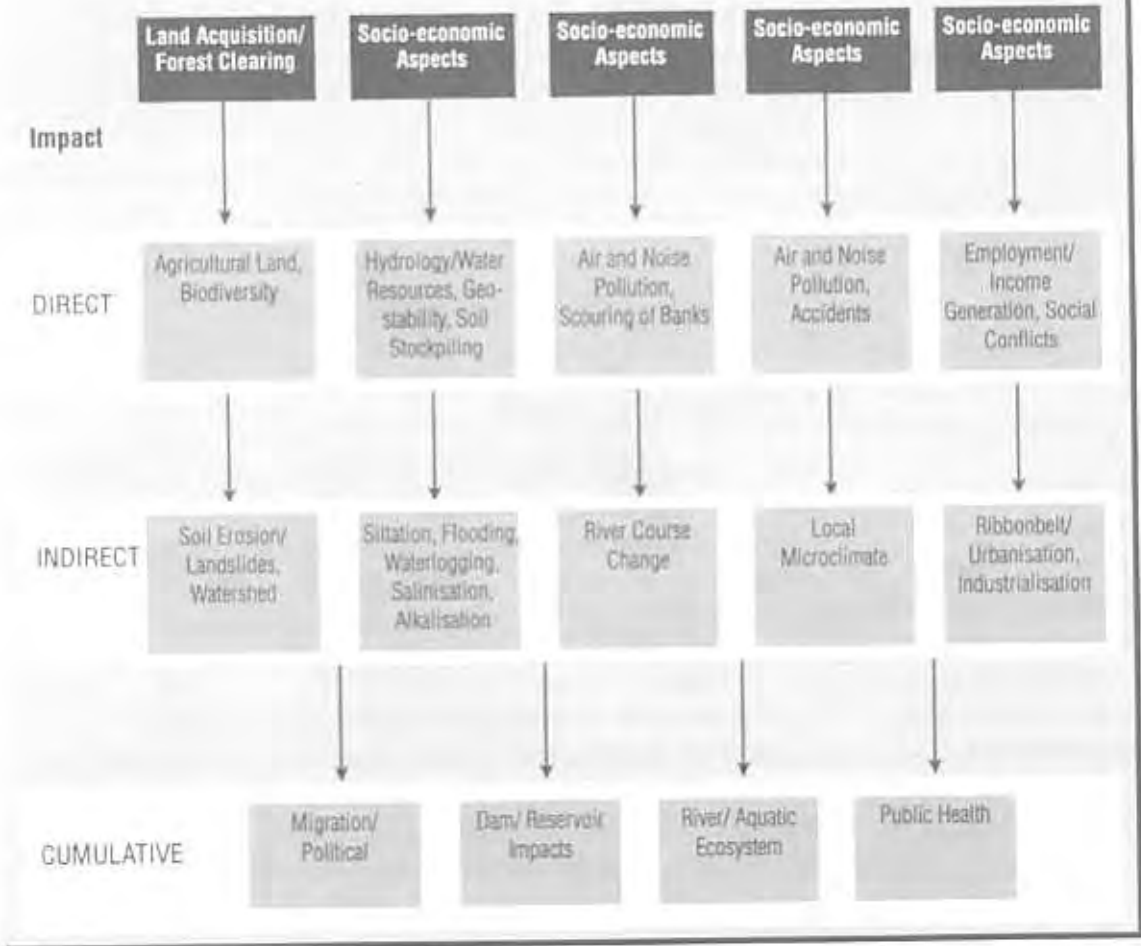 Land Acquisition/
Forest Clearing
Socio-economic
Aspects
Socio-economic
Aspects
Socio-economic
Aspects
Socio-economic
Aspects
Impact
DIRECT
Agricultural Land,
Biodiversity
Hydrology/Water
Resources, Geo-
stability, Soil
Stockpiling
Air and Noise
Pollution,
Scouring of Banks
Air and Noise
Pollution,
Accidents
Employment/
Income
Generation, Social
Conflicts
INDIRECT
Soil Erosion/
Landslides,
Watershed
Siltation, Flooding,
Waterlogging,
Salinisation,
Alkalisation
River Course
Change
Local
Microclimate
Ribbonbelt/
Urbanisation,
Industrialisation
CUMULATIVE
Migration/
Political
Dam/ Reservoir
Impacts
River/ Aquatic
Ecosystem
Public Health